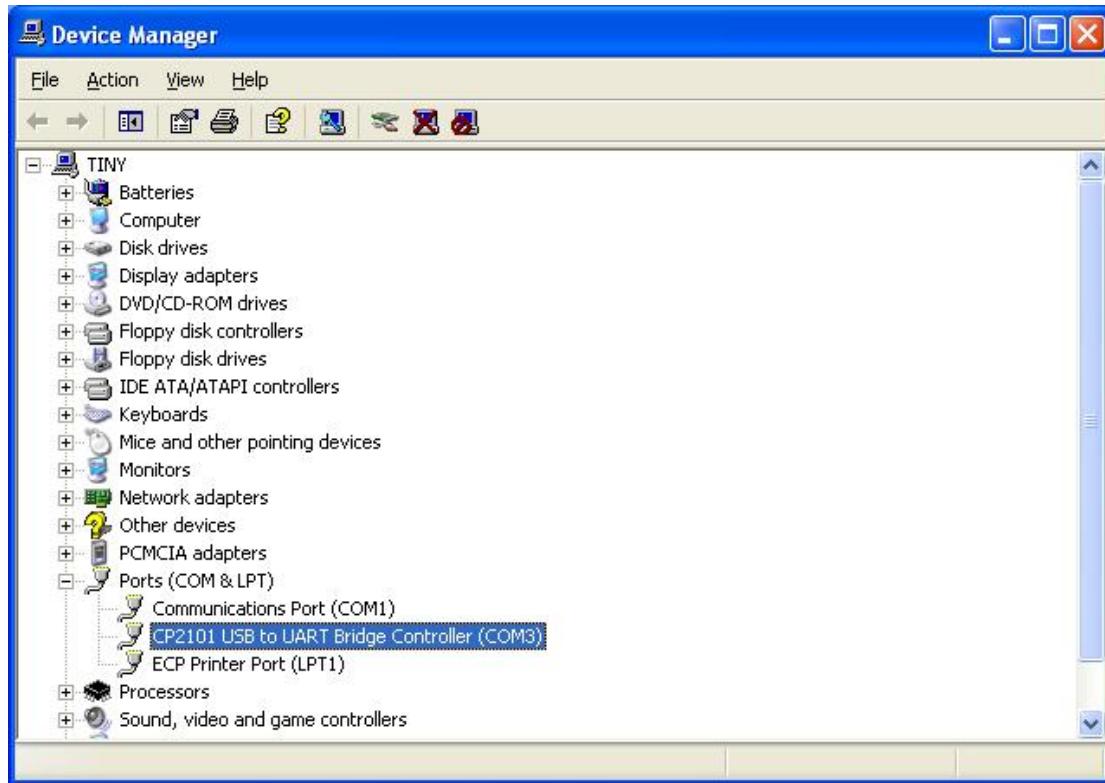 Device Manager
File Action View Help
TINY
Batteries
Computer
Disk drives
Display adapters
DVD/CD-ROM drives
Floppy disk controllers
Floppy disk drives
IDE ATA/ATAPI controllers
Keyboards
Mice and other pointing devices
Monitors
Network adapters
Other devices
PCMCIA adapters
Ports (COM & LPT)
Communications Port (COM1)
CP2101 USB to UART Bridge Controller (COM3)
ECP Printer Port (LPT1)
Processors
Sound, video and game controllers